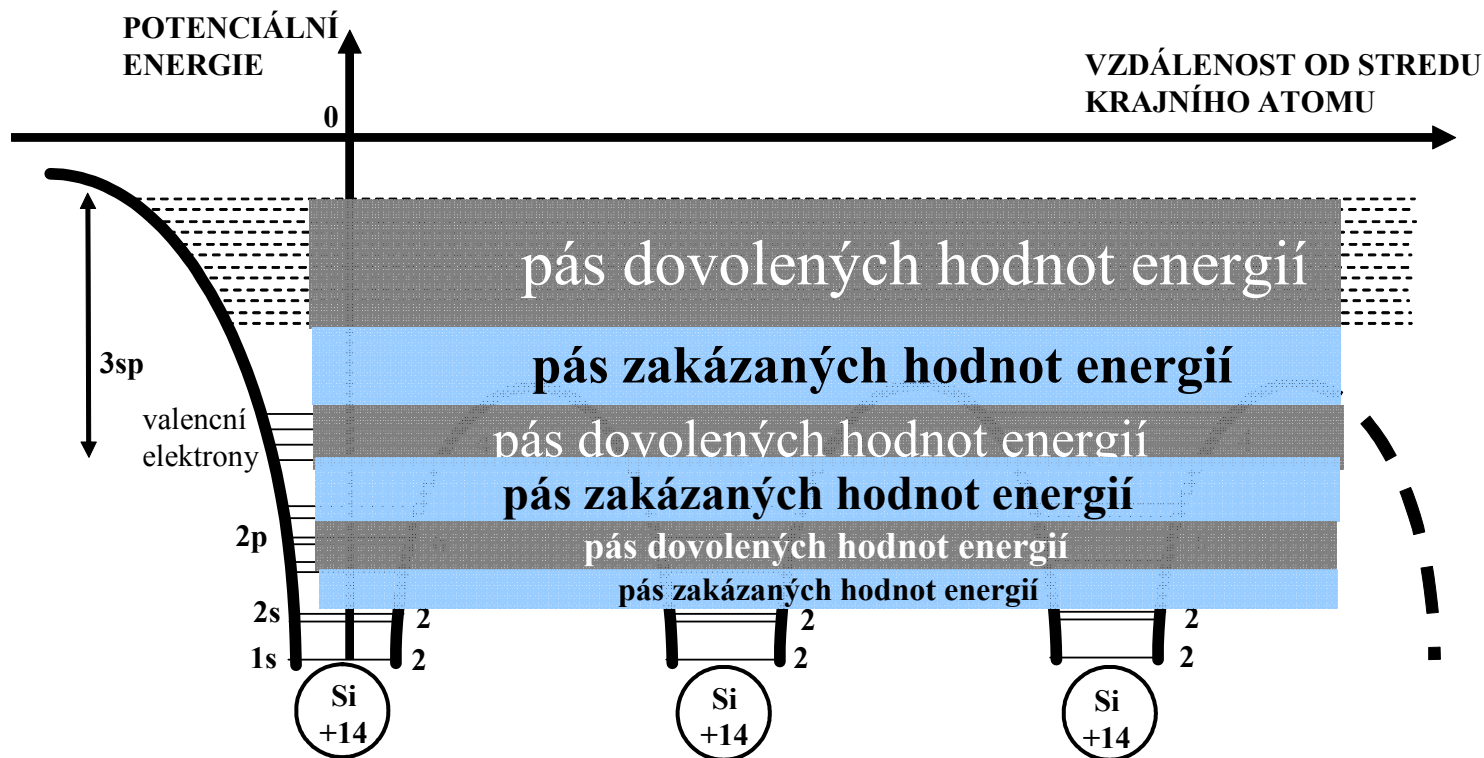 POTENCIÁLNÍ
ENERGIE
VZDÁLENOST OD STREDU
KRAJNÍHO ATOMU
0
pás dovolených hodnot energií
3sp
pás zakázaných hodnot energií
valencní
elektrony
pás dovolených hodnot energií
pás zakázaných hodnot energií
2p
pás dovolených hodnot energií
pás zakázaných hodnot energií
2s 2 2 2
1s 2 2 2
Si
+14
Si
+14
Si
+14